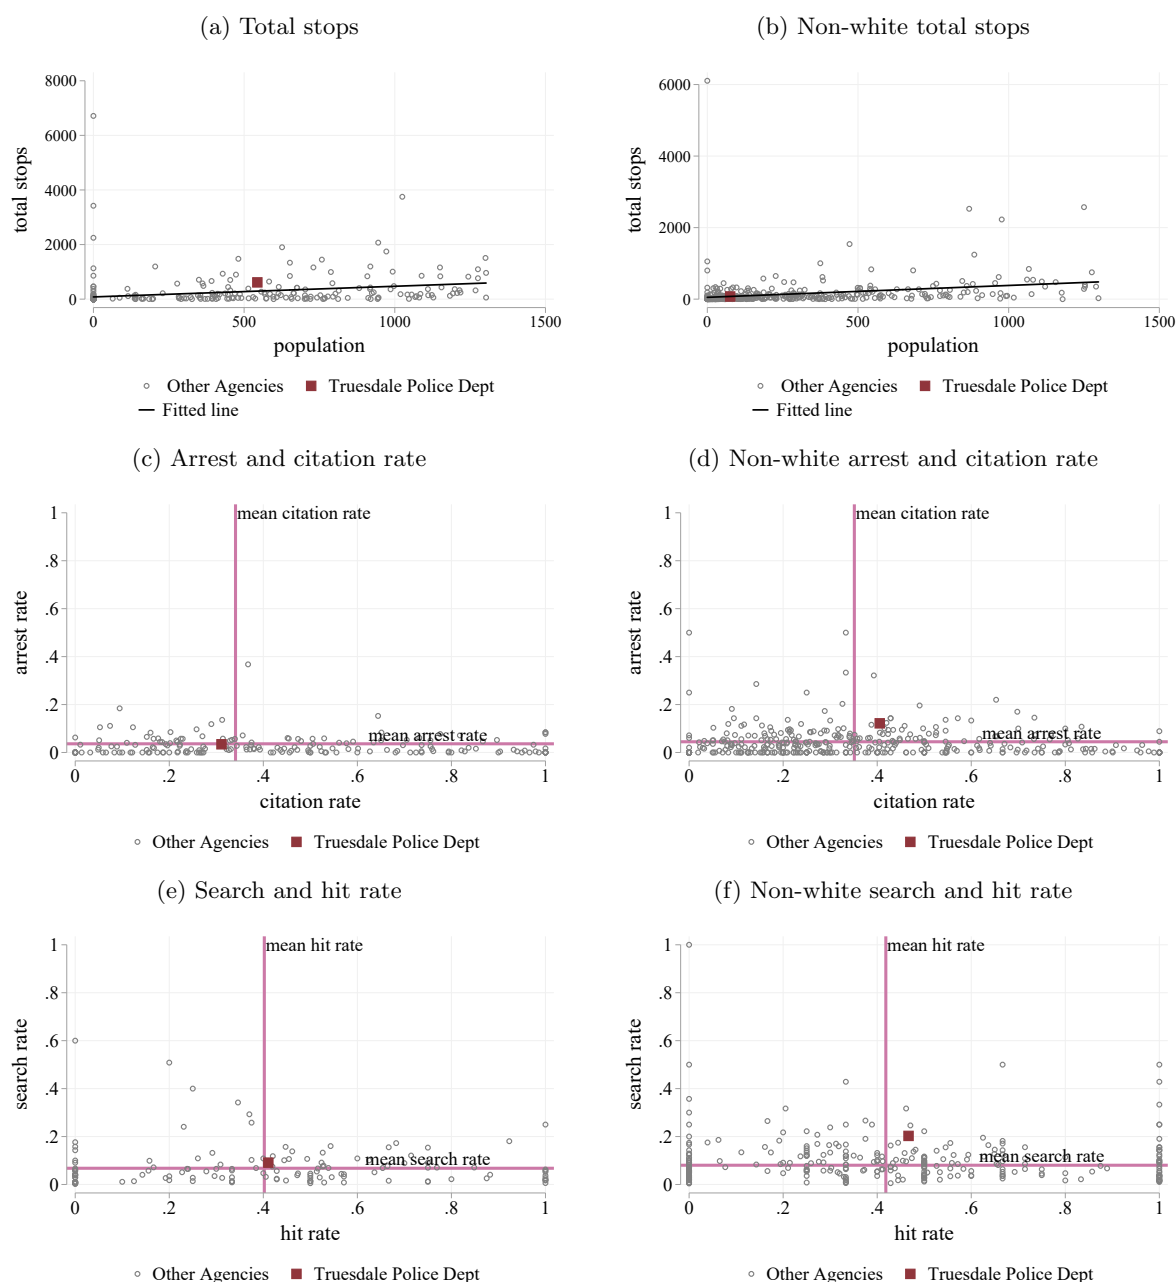 (a) Total stops
(b) Non-white total stops
8000
6000
4000
2000
0
total stops
0 500 1000 1500
population
Other Agencies Truesdale Police Dept
Fitted line
6000
4000
2000
0
total stops
0 500 1000 1500
population
Other Agencies Truesdale Police Dept
Fitted line
(c) Arrest and citation rate
(d) Non-white arrest and citation rate
mean citation rate
1
.8
.6
.4
.2
0
arrest rate
mean arrest rate
0 .2 .4 .6 .8 1
citation rate
Other Agencies Truesdale Police Dept
mean citation rate
1
.8
.6
.4
.2
0
arrest rate
mean arrest rate
0 .2 .4 .6 .8 1
citation rate
Other Agencies Truesdale Police Dept
(e) Search and hit rate
(f) Non-white search and hit rate
mean hit rate
1
.8
.6
.4
.2
0
search rate
mean search rate
0 .2 .4 .6 .8 1
hit rate
Other Agencies Truesdale Police Dept
mean hit rate
1
.8
.6
.4
.2
0
search rate
mean search rate
0 .2 .4 .6 .8 1
hit rate
Other Agencies Truesdale Police Dept